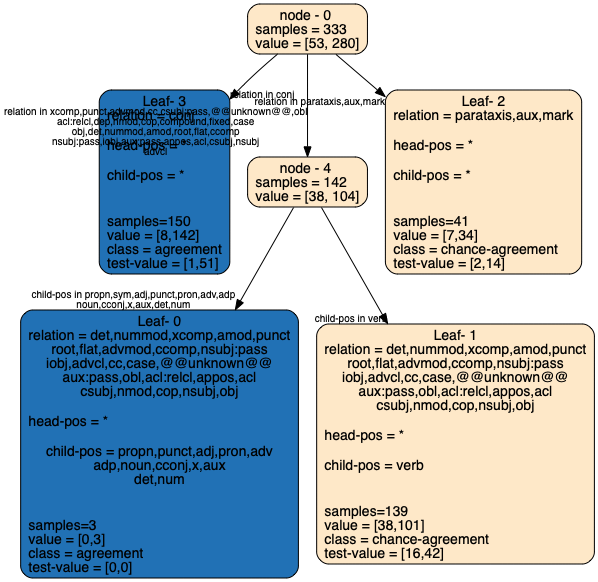 node - 0
samples = 333
value = [53, 280]
relation in conj
relation in parataxis,aux,mark
relation in xcomp,punct,advmod,cc,csubj:pass,@@unknown@@,obl
acl:relcl,dep,nmod,cop,compound,fixed,case
obj,det,nummod,amod,root,flat,ccomp
nsubj:pass,iobj,aux:pass,appos,acl,csubj,nsubj
advcl
Leaf- 3
relation = conj
head-pos = *
child-pos = *
samples=150
value = [8,142]
class = agreement
test-value = [1,51]
node - 4
samples = 142
value = [38, 104]
Leaf- 2
relation = parataxis,aux,mark
head-pos = *
child-pos = *
samples=41
value = [7,34]
class = chance-agreement
test-value = [2,14]
child-pos in propn,sym,adj,punct,pron,adv,adp
noun,cconj,x,aux,det,num
child-pos in verb
Leaf- 0
relation = det,nummod,xcomp,amod,punct
root,flat,advmod,ccomp,nsubj:pass
iobj,advcl,cc,case,@@unknown@@
aux:pass,obl,acl:relcl,appos,acl
csubj,nmod,cop,nsubj,obj
head-pos = *
child-pos = propn,punct,adj,pron,adv
adp,noun,cconj,x,aux
det,num
samples=3
value = [0,3]
class = agreement
test-value = [0,0]
Leaf- 1
relation = det,nummod,xcomp,amod,punct
root,flat,advmod,ccomp,nsubj:pass
iobj,advcl,cc,case,@@unknown@@
aux:pass,obl,acl:relcl,appos,acl
csubj,nmod,cop,nsubj,obj
head-pos = *
child-pos = verb
samples=139
value = [38,101]
class = chance-agreement
test-value = [16,42]